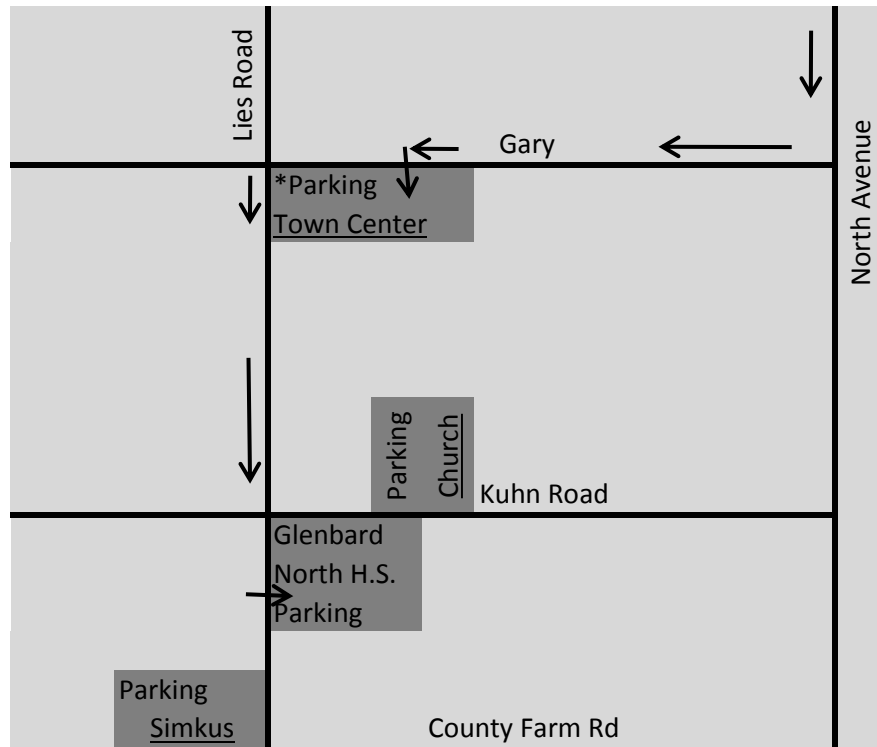 Lies Road
Gary
North Avenue
*Parking
Town Center
Parking
Church
Kuhn Road
Glenbard
North H.S.
Parking
Parking
Simkus
County Farm Rd